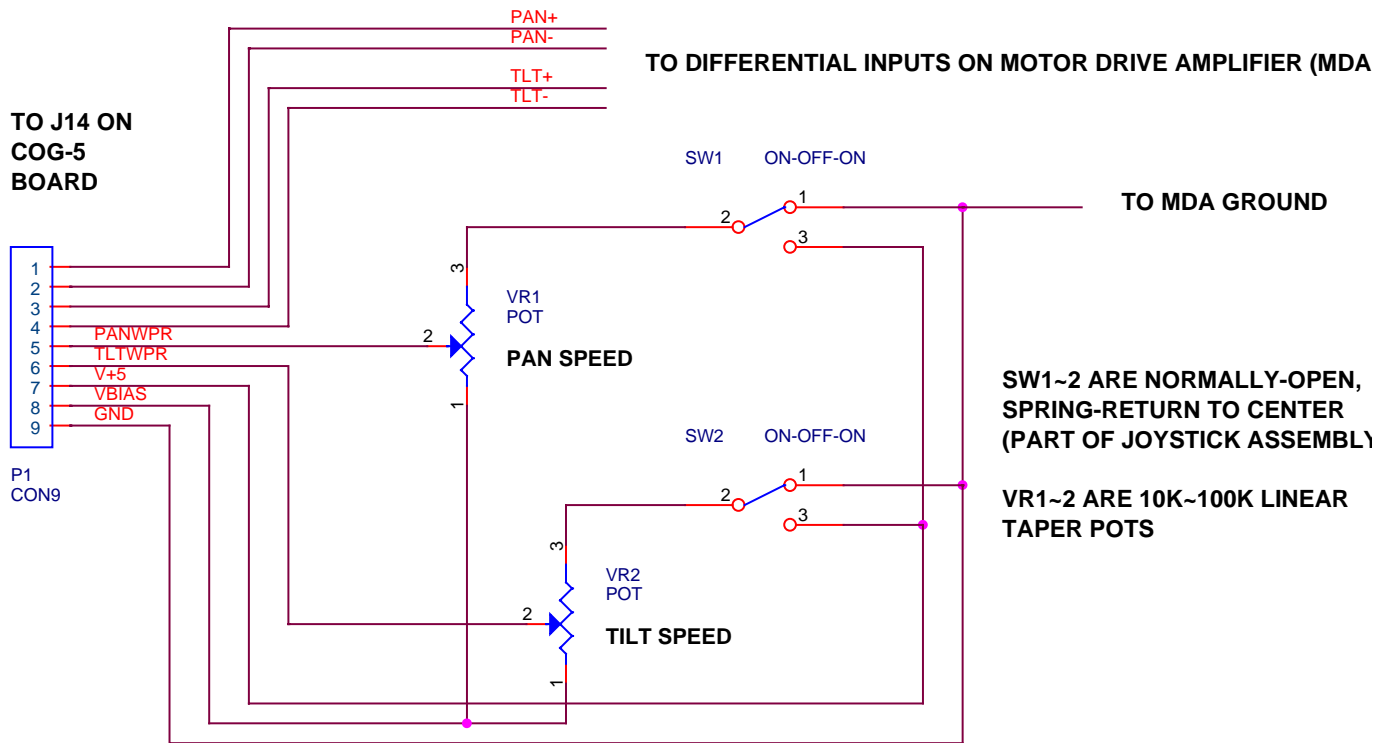 PAN+
PAN-
TO DIFFERENTIAL INPUTS ON MOTOR DRIVE AMPLIFIER (MDA
TLT+
TLT-
TO J14 ON
COG-5
BOARD
SW1 ON-OFF-ON
1
2
3
TO MDA GROUND
1
2
3
4
5
6
7
8
9
PANWPR
TLTWPR
V+5
VBIAS
GND
P1
CON9
3
VR1
POT
2
PAN SPEED
1
SW2 ON-OFF-ON
1
2
3
SW1~2 ARE NORMALLY-OPEN,
SPRING-RETURN TO CENTER
(PART OF JOYSTICK ASSEMBLY
VR1~2 ARE 10K~100K LINEAR
TAPER POTS
3
VR2
POT
2
TILT SPEED
1